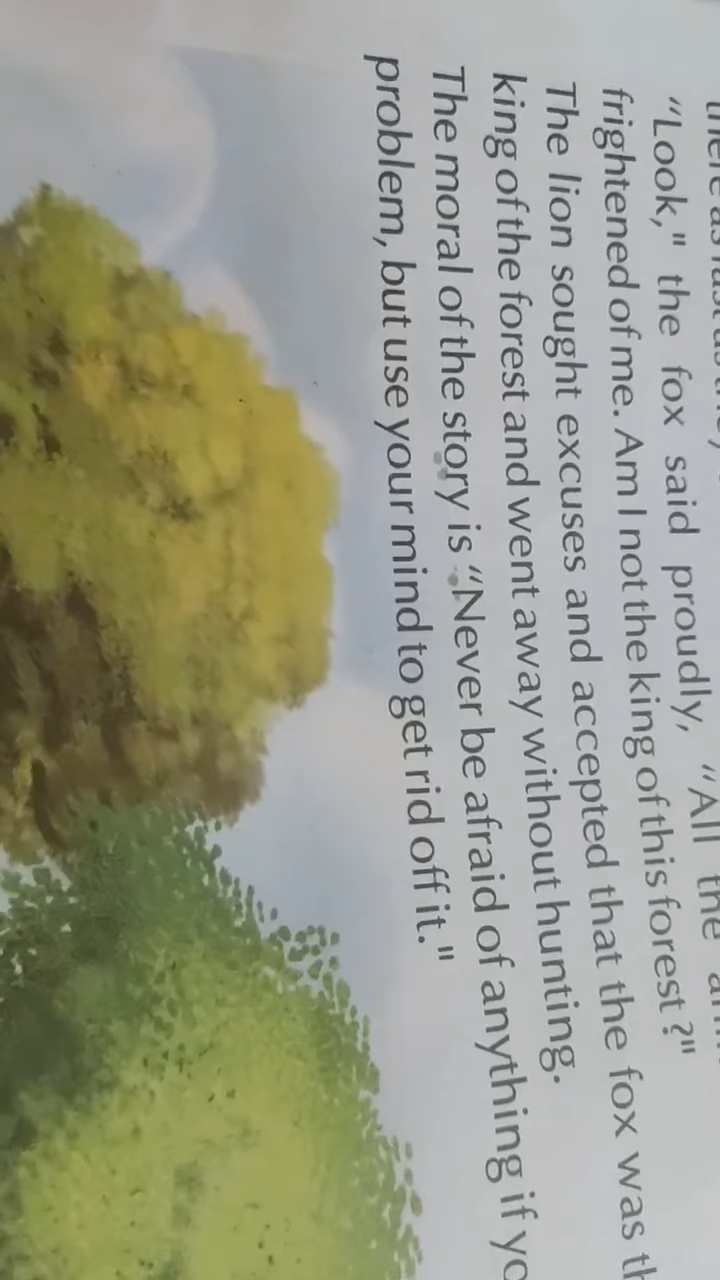 "Look," the fox said proudly, "All the
frightened of me. Am I not the king of this forest ?"
The lion sought excuses and accepted that the fox was
king of the forest and went away without hunting.
The moral of the story is "Never be afraid of anything if
problem, but use your mind to get rid off it."